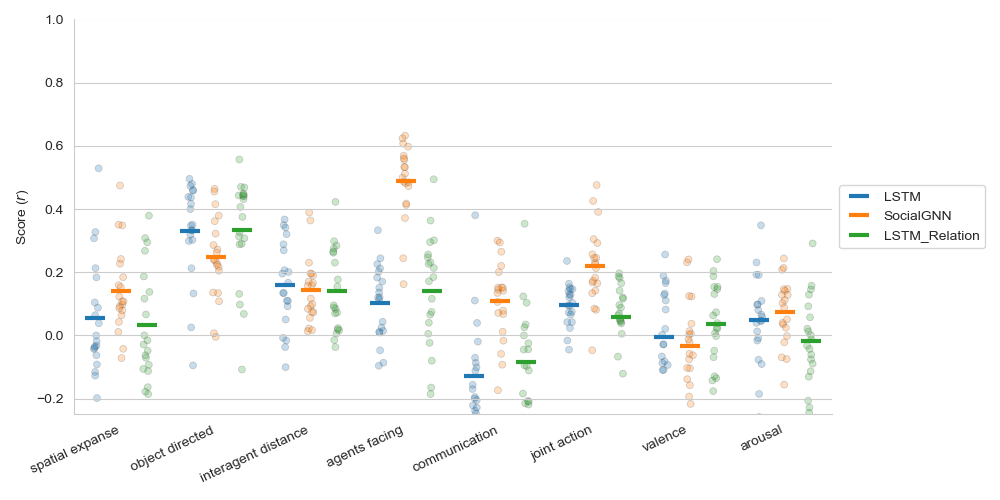 1.0
0.8
0.6
0.4
0.2
0.0
−0.2
Score (r)
spatial expanse
object directed
interagent distance
agents facing
communication
joint action
valence
arousal
LSTM
SocialGNN
LSTM_Relation